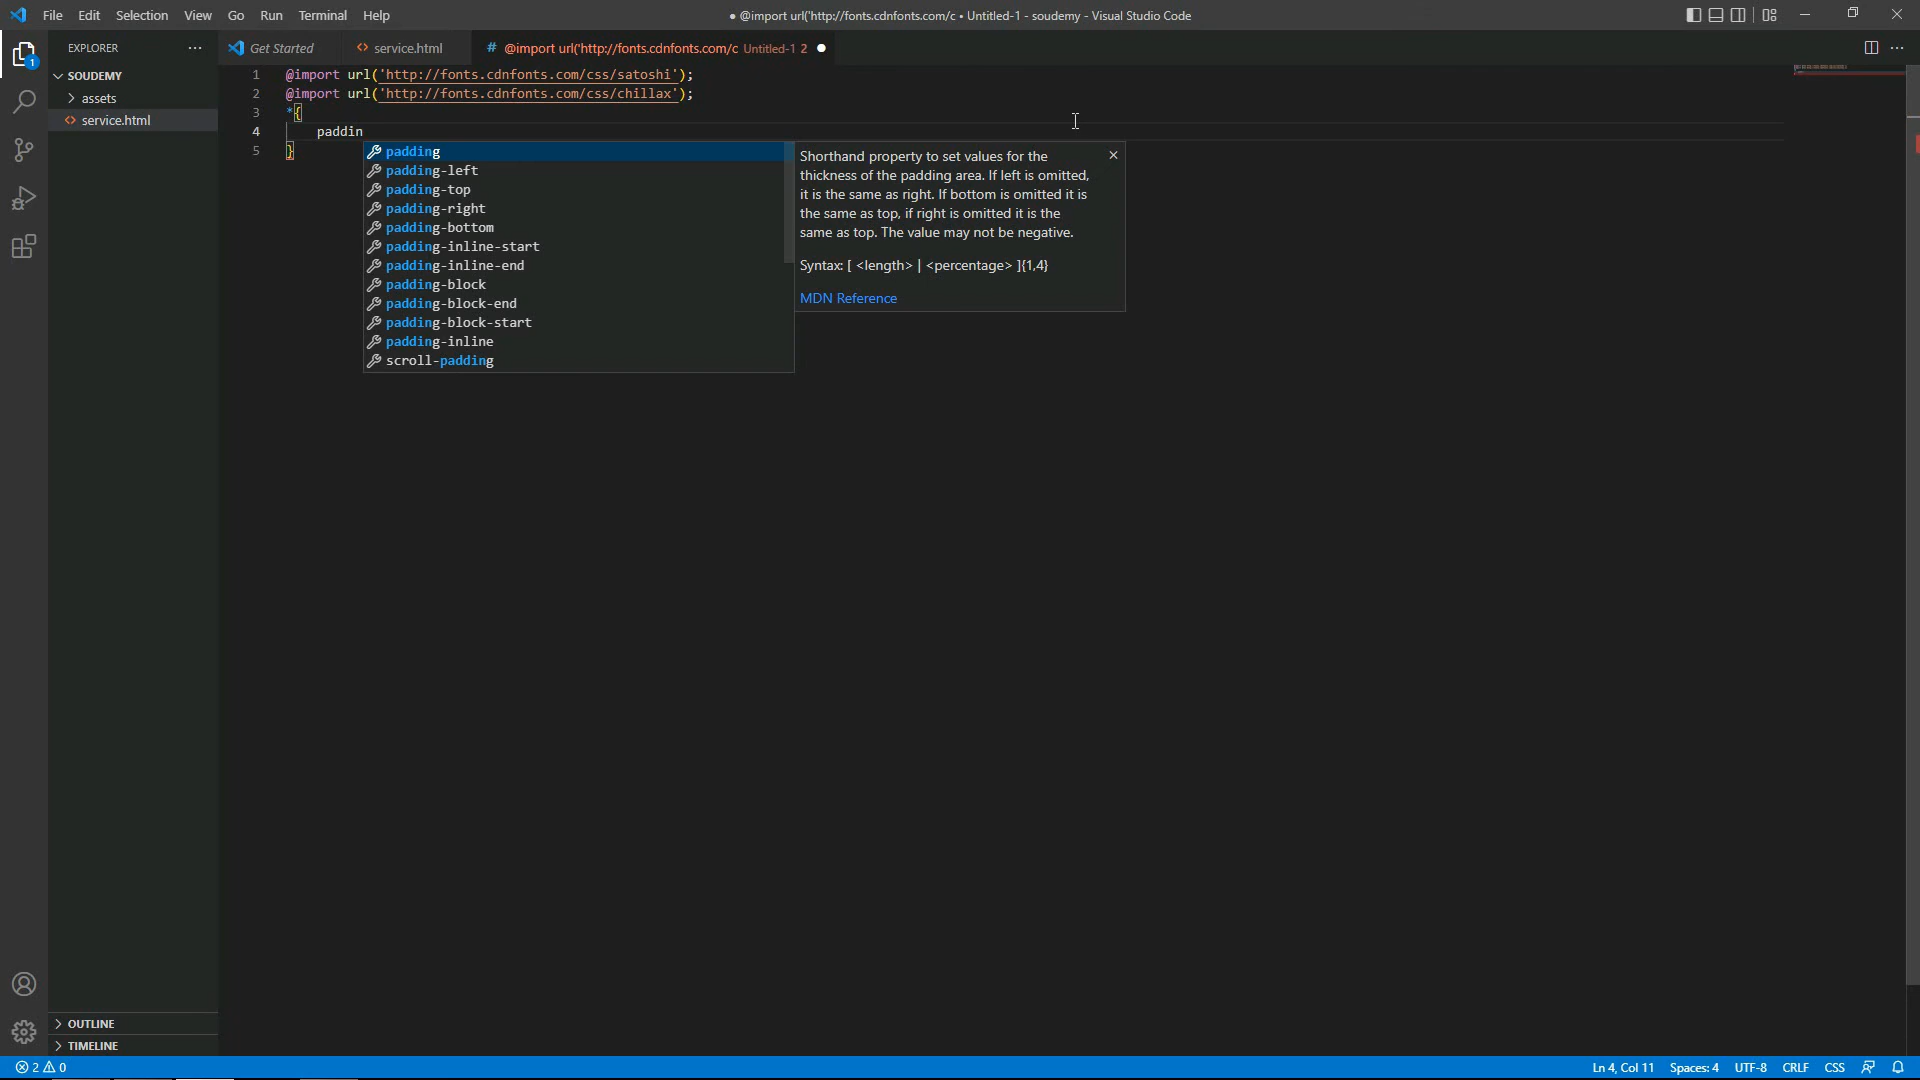 File Edit Selection View Go Run Terminal Help
● @import url('http://fonts.cdnfonts.com/c • Untitled-1 - soudemy - Visual Studio Code
EXPLORER
Get Started
service.html
# @import url('http://fonts.cdnfonts.com/c Untitled-1 2
SOUDEMY
assets
service.html
1 @import url('http://fonts.cdnfonts.com/css/satoshi');
2 @import url('http://fonts.cdnfonts.com/css/chillax');
3 *{
4 paddin
5 }
padding
padding-left
padding-top
padding-right
padding-bottom
padding-inline-start
padding-inline-end
padding-block
padding-block-end
padding-block-start
padding-inline
scroll-padding
Shorthand property to set values for the
thickness of the padding area. If left is omitted,
it is the same as right. If bottom is omitted it is
the same as top, if right is omitted it is the
same as top. The value may not be negative.
Syntax: [ <length> | <percentage> ]{1,4}
MDN Reference
1
OUTLINE
TIMELINE
2 0
Ln 4, Col 11 Spaces: 4 UTF-8 CRLF CSS